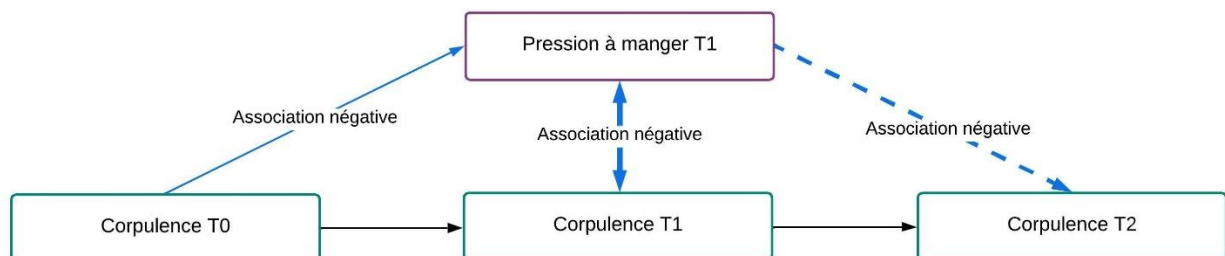 Pression à manger T1
Association négative
Association négative
Association négative
Corpulence T0
Corpulence T1
Corpulence T2